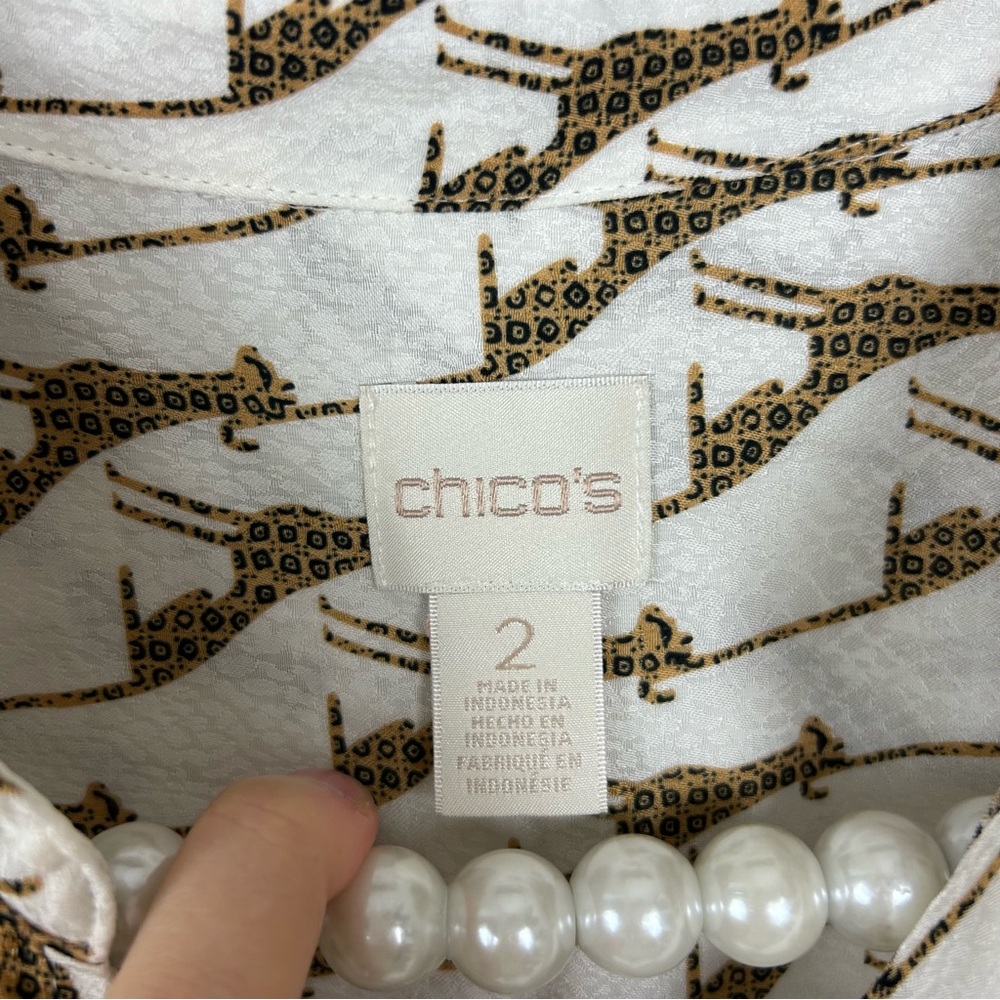 chico's
2
MADE IN
INDONESIA
HECHO EN
INDONESIA
FABRIQUÉ EN
INDONÉSIE